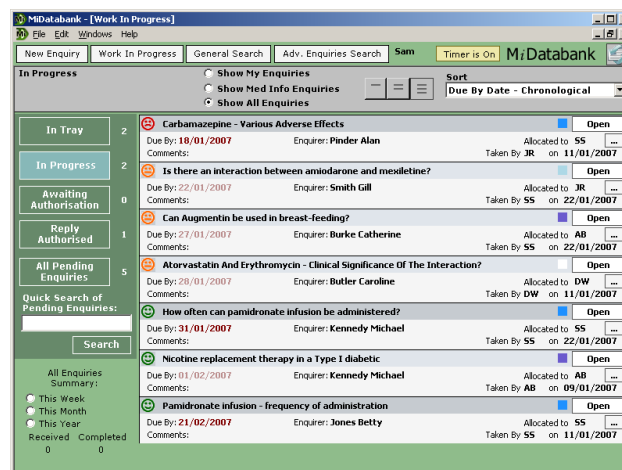 MiDatabank - [Work In Progress]
File Edit Windows Help
New Enquiry Work In Progress General Search Adv. Enquiries Search Sam Timer is On MiDatabank
In Progress
Show My Enquiries
Show Med Info Enquiries
Show All Enquiries
Sort
Due By Date - Chronological
In Tray 2
In Progress 2
Awaiting Authorisation 0
Reply Authorised 1
All Pending Enquiries 5
Quick Search of Pending Enquiries:
Search
All Enquiries Summary:
This Week
This Month
This Year
Received Completed
0 0
Carbamazepine - Various Adverse Effects Open
Due By: 18/01/2007 Enquirer: Pinder Alan Allocated to SS ...
Comments: Taken By JR on 11/01/2007
Is there an interaction between amiodarone and mexiletine? Open
Due By: 22/01/2007 Enquirer: Smith Gill Allocated to JR ...
Comments: Taken By SS on 22/01/2007
Can Augmentin be used in breast-feeding? Open
Due By: 27/01/2007 Enquirer: Burke Catherine Allocated to AB ...
Comments: Taken By SS on 22/01/2007
Atorvastatin And Erythromycin - Clinical Significance Of The Interaction? Open
Due By: 28/01/2007 Enquirer: Butler Caroline Allocated to DW ...
Comments: Taken By DW on 11/01/2007
How often can pamidronate infusion be administered? Open
Due By: 31/01/2007 Enquirer: Kennedy Michael Allocated to SS ...
Comments: Taken By SS on 22/01/2007
Nicotine replacement therapy in a Type I diabetic Open
Due By: 01/02/2007 Enquirer: Kennedy Michael Allocated to AB ...
Comments: Taken By AB on 09/01/2007
Pamidronate infusion - frequency of administration Open
Due By: 21/02/2007 Enquirer: Jones Betty Allocated to SS ...
Comments: Taken By SS on 11/01/2007